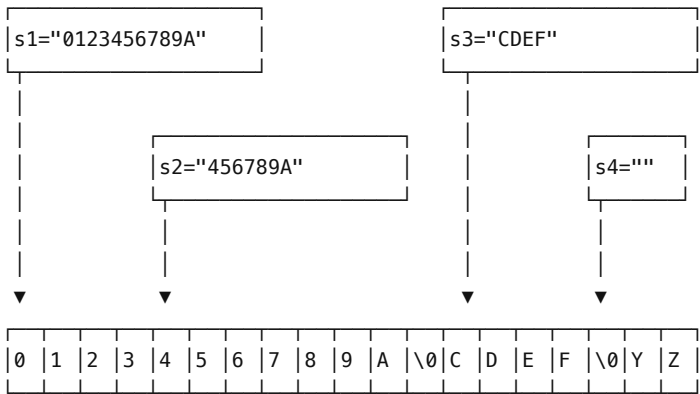 s1="0123456789A" s3="CDEF"
s2="456789A" s4=""
0 1 2 3 4 5 6 7 8 9 A \0 C D E F \0 Y Z